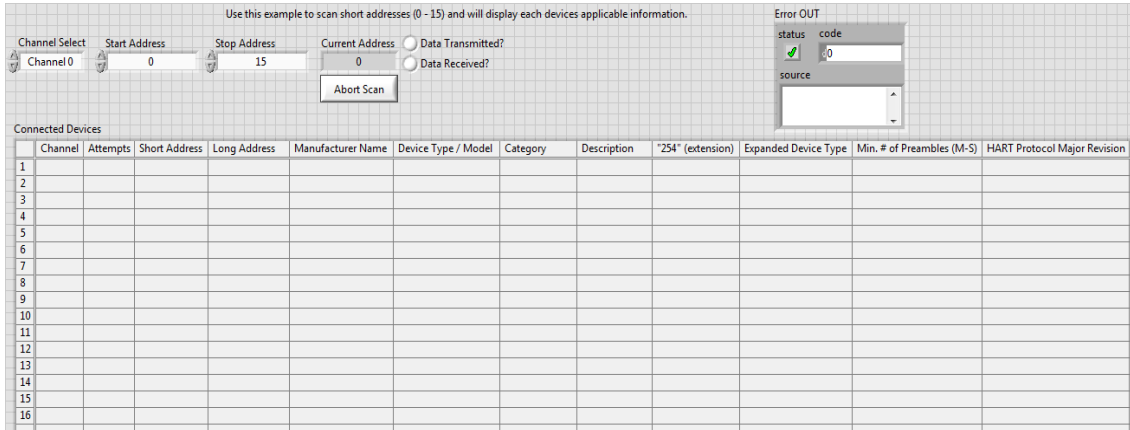 Use this example to scan short addresses (0 - 15) and will display each devices applicable information.
Error OUT
status code
0
source
Channel Select Start Address Stop Address Current Address Data Transmitted?
Channel 0 0 15 0 Data Received?
Abort Scan
Connected Devices
Channel Attempts Short Address Long Address Manufacturer Name Device Type / Model Category Description "254" (extension) Expanded Device Type Min. # of Preambles (M-S) HART Protocol Major Revision
1
2
3
4
5
6
7
8
9
10
11
12
13
14
15
16